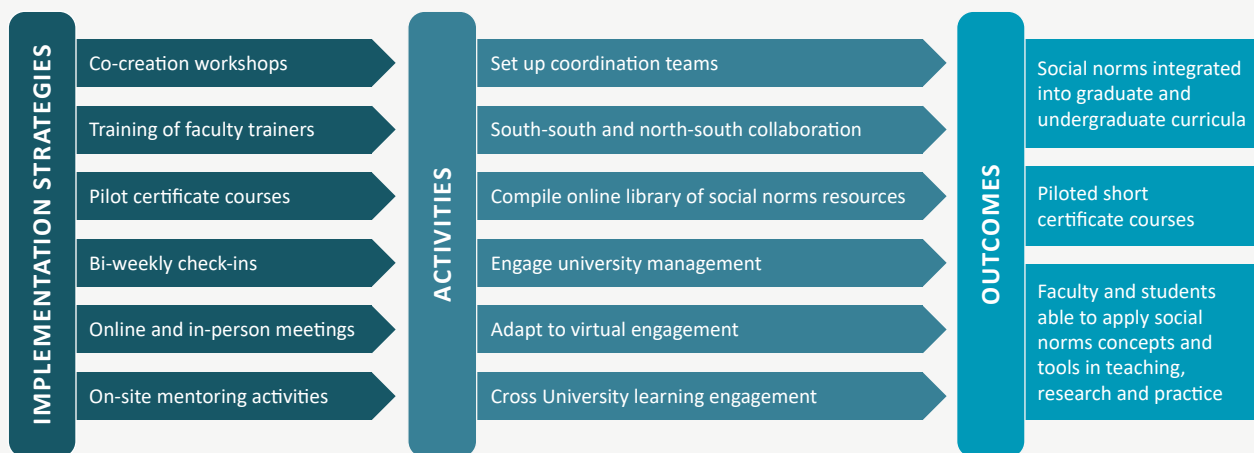 IMPLEMENTATION STRATEGIES
Co-creation workshops
Training of faculty trainers
Pilot certificate courses
Bi-weekly check-ins
Online and in-person meetings
On-site mentoring activities
ACTIVITIES
Set up coordination teams
South-south and north-south collaboration
Compile online library of social norms resources
Engage university management
Adapt to virtual engagement
Cross University learning engagement
OUTCOMES
Social norms integrated
into graduate and
undergraduate curricula
Piloted short
certificate courses
Faculty and students
able to apply social
norms concepts and
tools in teaching,
research and practice